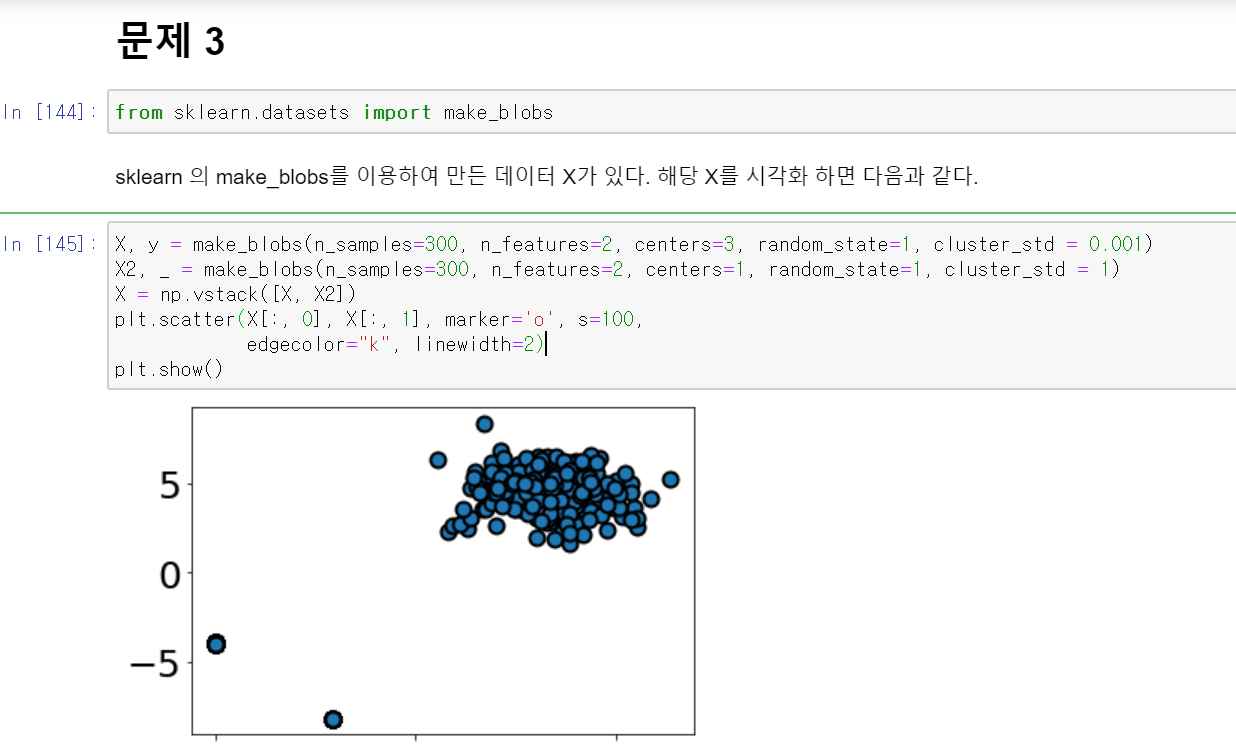 문제 3
In [144]:
from sklearn.datasets import make_blobs
sklearn 의 make_blobs를 이용하여 만든 데이터 X가 있다. 해당 X를 시각화 하면 다음과 같다.
In [145]:
X, y = make_blobs(n_samples=300, n_features=2, centers=3, random_state=1, cluster_std = 0.001)
X2, _ = make_blobs(n_samples=300, n_features=2, centers=1, random_state=1, cluster_std = 1)
X = np.vstack([X, X2])
plt.scatter(X[:, 0], X[:, 1], marker='o', s=100,
            edgecolor="k", linewidth=2)
plt.show()
5
0
−5